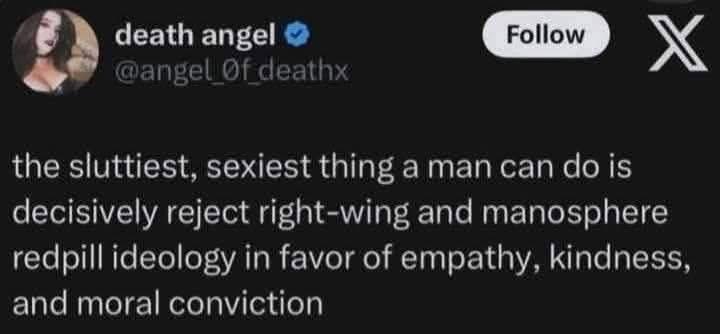 death angel
Follow
@angel_0f_deathx
the sluttiest, sexiest thing a man can do is
decisively reject right-wing and manosphere
redpill ideology in favor of empathy, kindness,
and moral conviction